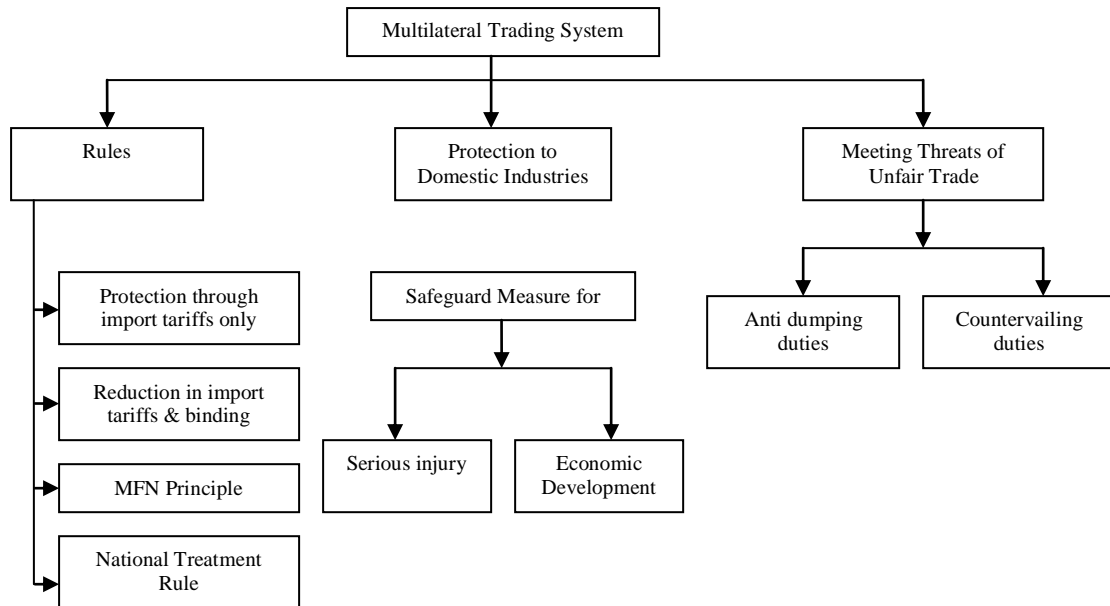 Multilateral Trading System
Rules
Protection to
Domestic Industries
Meeting Threats of
Unfair Trade
Protection through
import tariffs only
Reduction in import
tariffs & binding
MFN Principle
National Treatment
Rule
Safeguard Measure for
Serious injury
Economic
Development
Anti dumping
duties
Countervailing
duties